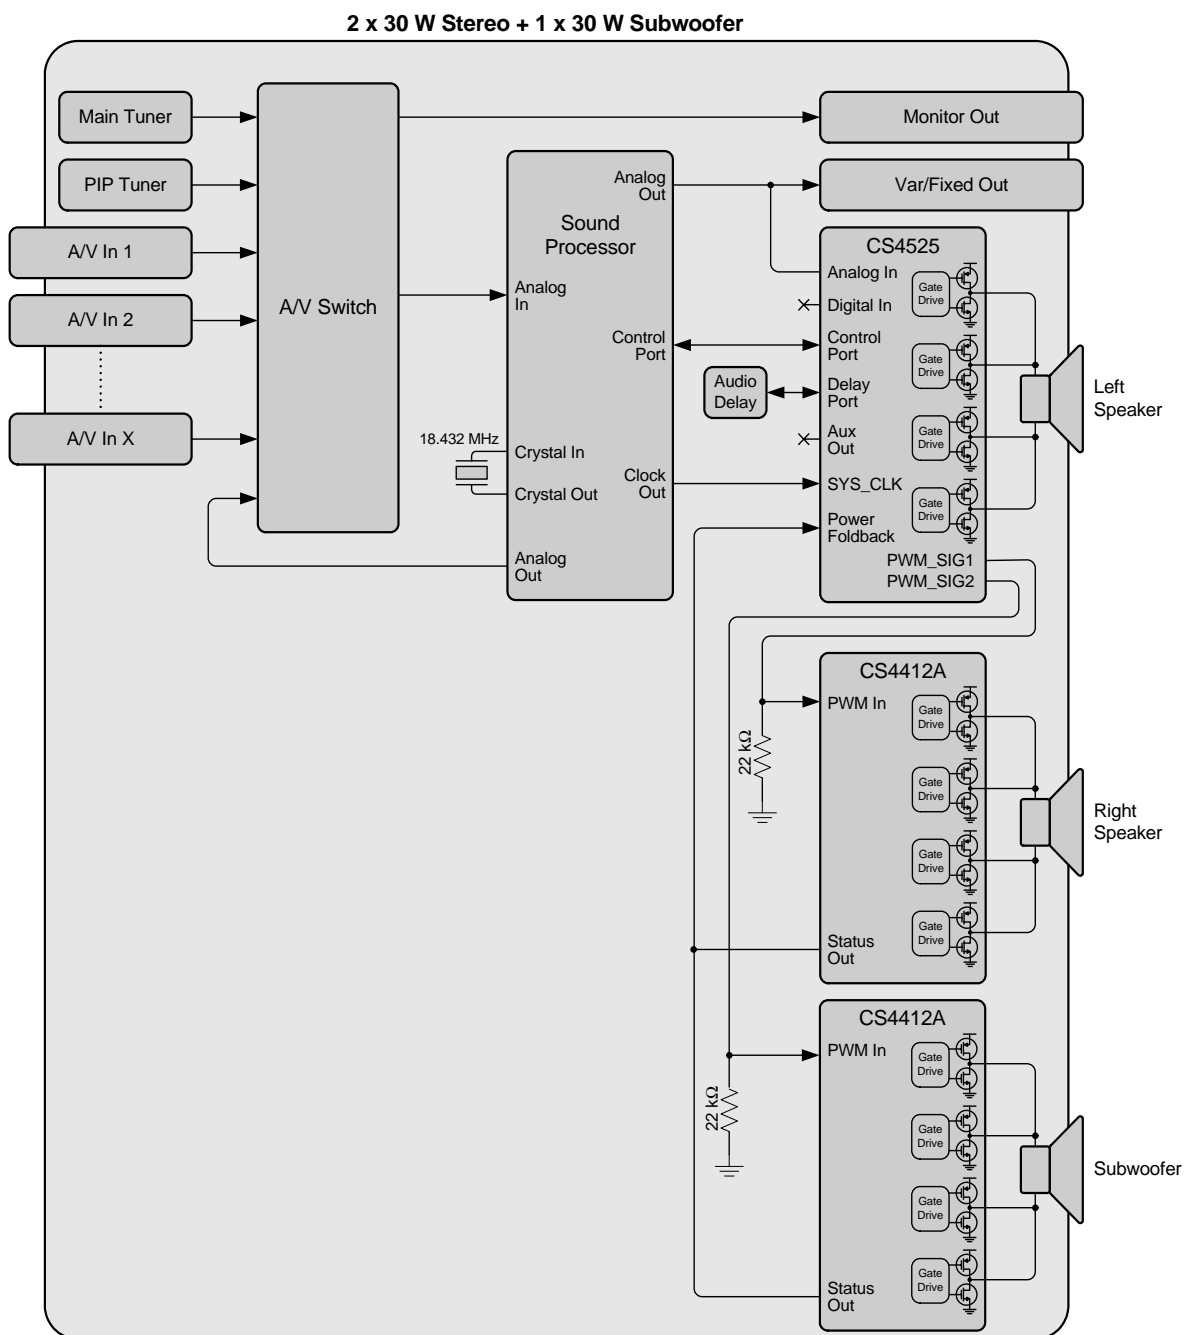 2 x 30 W Stereo + 1 x 30 W Subwoofer
Main Tuner
PIP Tuner
A/V In 1
A/V In 2
A/V In X
A/V Switch
Sound
Processor
Analog
Out
Analog
In
Control
Port
18.432 MHz
Crystal In
Crystal Out
Clock
Out
Analog
Out
Monitor Out
Var/Fixed Out
CS4525
Analog In
Digital In
Control
Port
Audio
Delay
Delay
Port
Aux
Out
SYS_CLK
Power
Foldback
PWM_SIG1
PWM_SIG2
Gate
Drive
Gate
Drive
Gate
Drive
Gate
Drive
Left
Speaker
CS4412A
PWM In
22 kΩ
Gate
Drive
Gate
Drive
Gate
Drive
Gate
Drive
Status
Out
Right
Speaker
CS4412A
PWM In
22 kΩ
Gate
Drive
Gate
Drive
Gate
Drive
Gate
Drive
Status
Out
Subwoofer